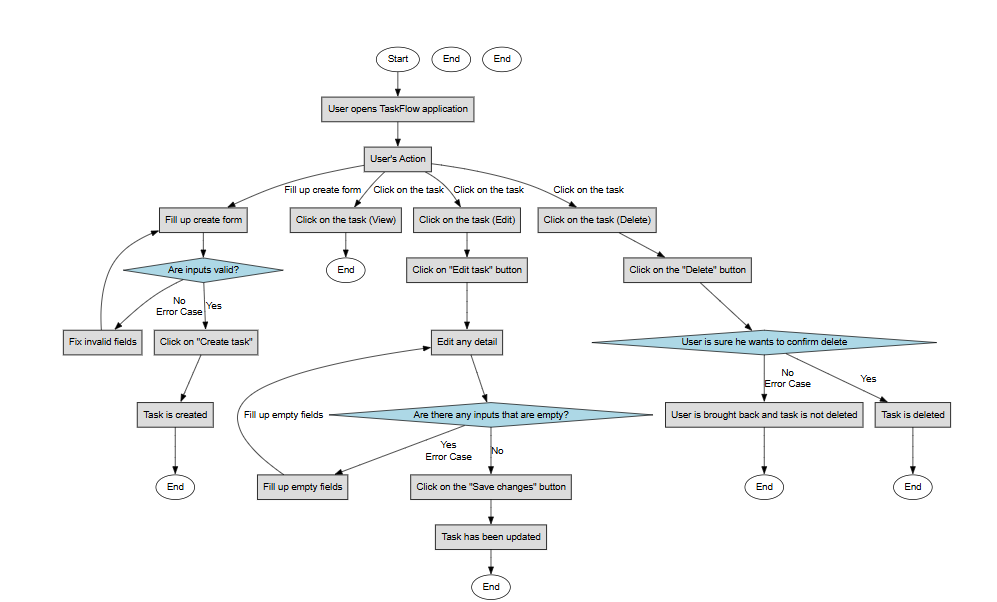 Start
End
End
User opens TaskFlow application
User's Action
Fill up create form
Click on the task
Click on the task
Click on the task
Fill up create form
Click on the task (View)
Click on the task (Edit)
Click on the task (Delete)
Are inputs valid?
End
Click on "Edit task" button
Click on the "Delete" button
No
Error Case
Yes
Fix invalid fields
Click on "Create task"
Edit any detail
User is sure he wants to confirm delete
No
Error Case
Yes
Task is created
Fill up empty fields
Are there any inputs that are empty?
User is brought back and task is not deleted
Task is deleted
Yes
Error Case
No
End
Fill up empty fields
Click on the "Save changes" button
End
End
Task has been updated
End